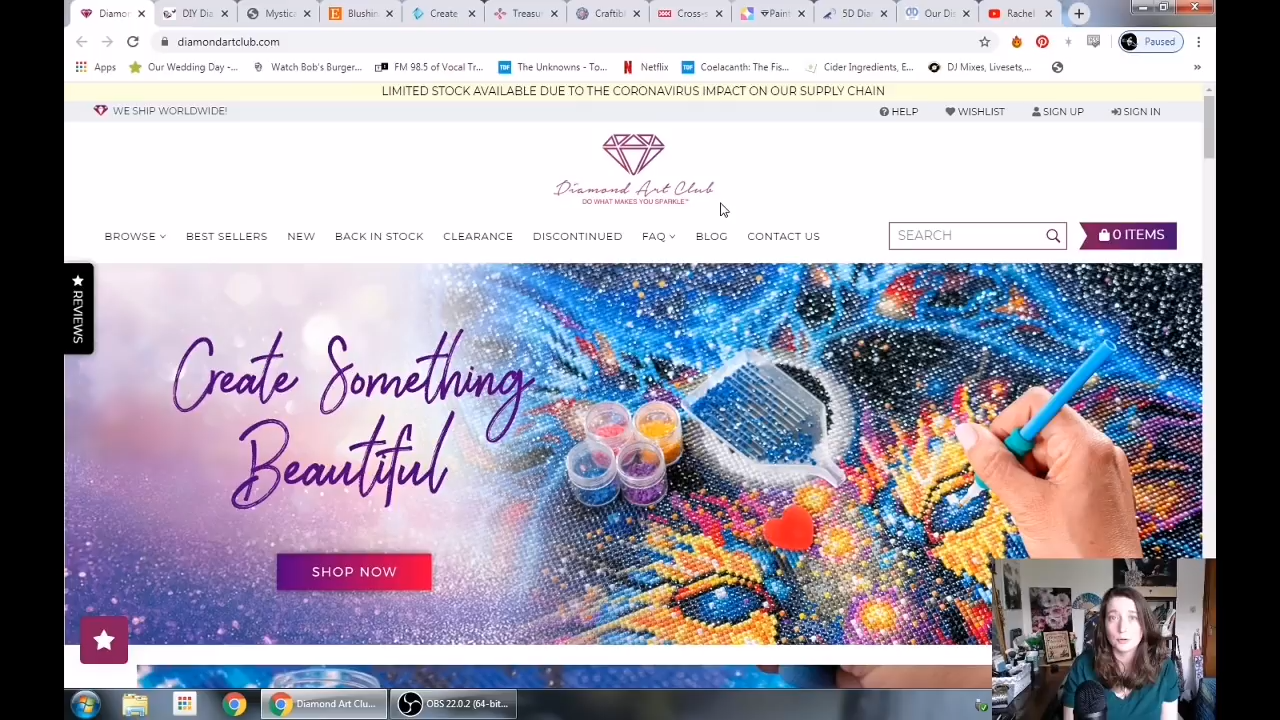 Diamon
DIY Dia
Mystica
Blushin
Create
Treasu
Craftib
Cross-s
Paint
5D Dia
Our Di
Rachel
diamondartclub.com
Paused
Apps
Our Wedding Day -...
Watch Bob's Burger...
FM 98.5 of Vocal Tr...
TDF
The Unknowns - To...
Netflix
TDF
Coelacanth: The Fis...
Cider Ingredients, E...
DJ Mixes, Livesets,...
»
LIMITED STOCK AVAILABLE DUE TO THE CORONAVIRUS IMPACT ON OUR SUPPLY CHAIN
WE SHIP WORLDWIDE!
HELP
WISHLIST
SIGN UP
SIGN IN
Diamond Art Club
DO WHAT MAKES YOU SPARKLE™
BROWSE
BEST SELLERS
NEW
BACK IN STOCK
CLEARANCE
DISCONTINUED
FAQ
BLOG
CONTACT US
SEARCH
0 ITEMS
REVIEWS
Create Something
Beautiful
SHOP NOW
Diamond Art Clu...
OBS 22.0.2 (64-bit...